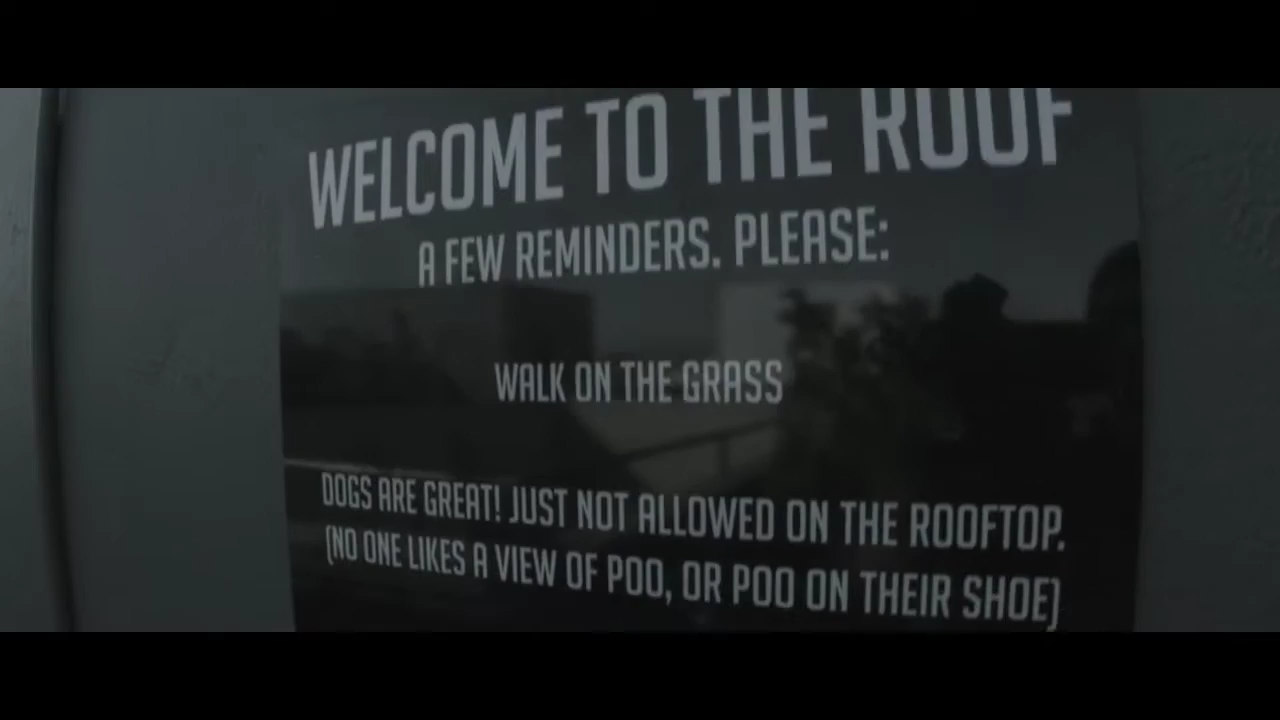 WELCOME TO THE ROOF
A FEW REMINDERS. PLEASE:
WALK ON THE GRASS
DOGS ARE GREAT! JUST NOT ALLOWED ON THE ROOFTOP.
(NO ONE LIKES A VIEW OF POO, OR POO ON THEIR SHOE)